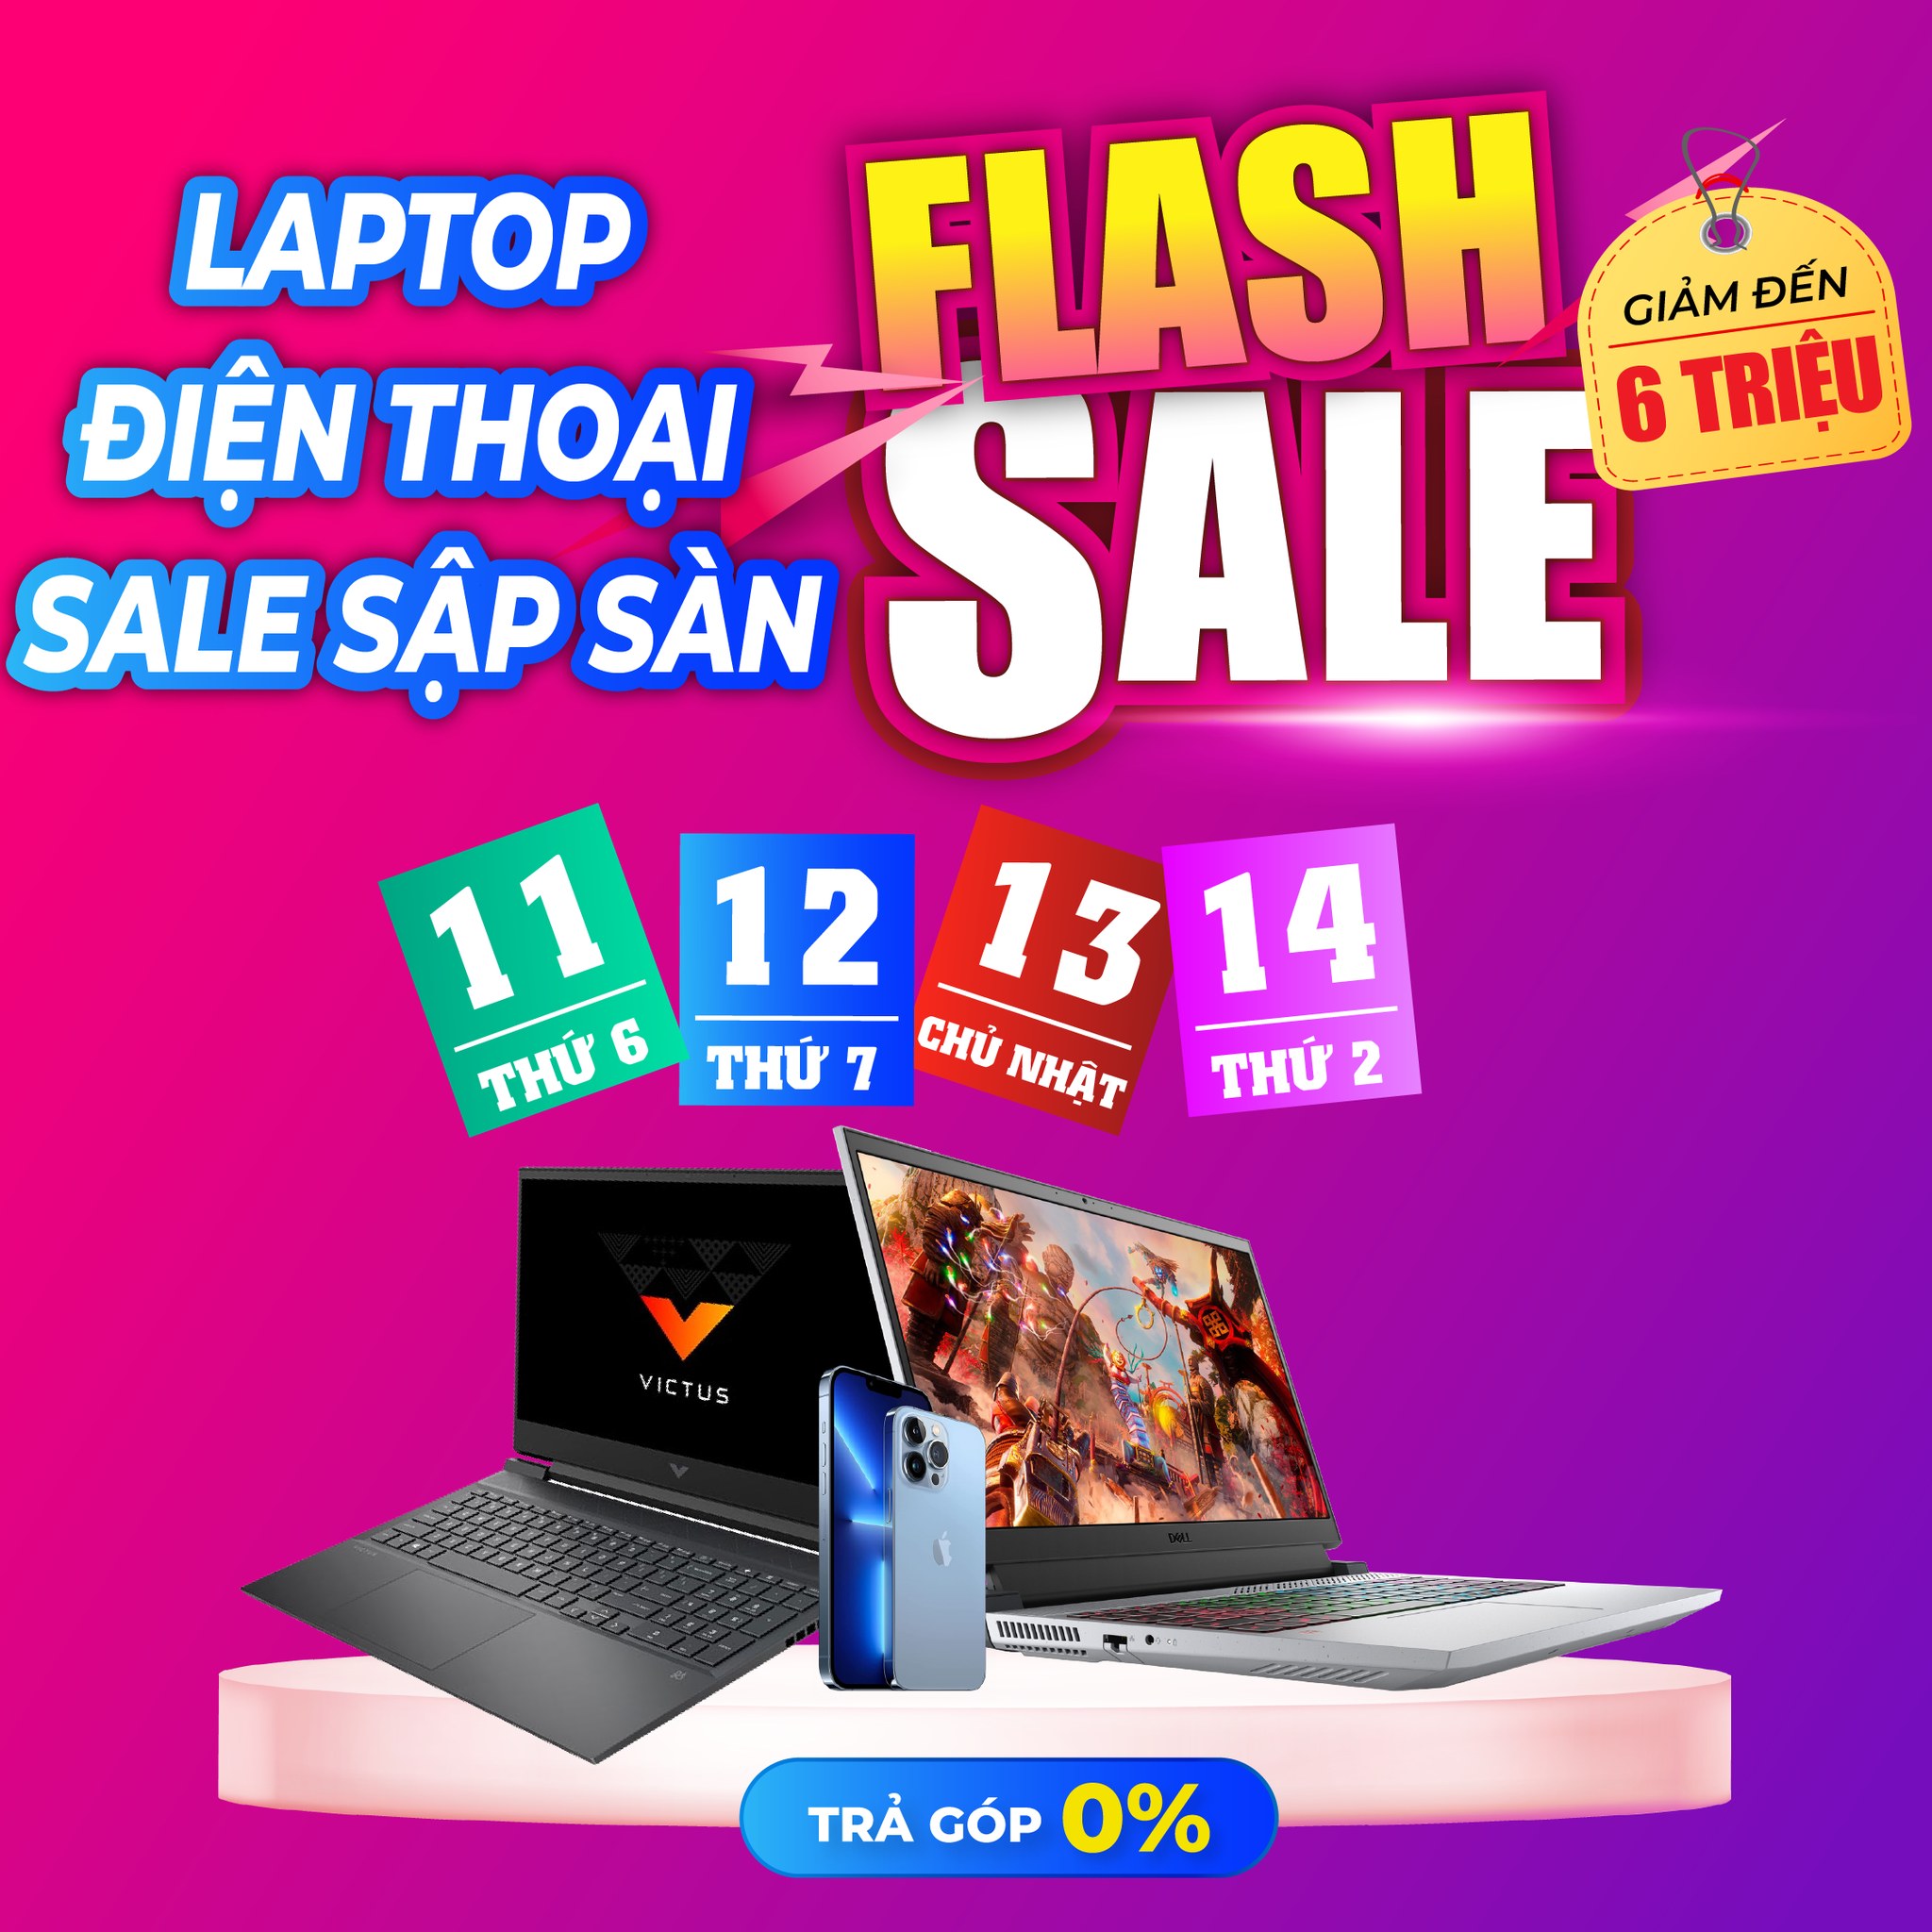 LAPTOP
ĐIỆN THOẠI
SALE SẬP SÀN
FLASH
SALE
GIẢM ĐẾN
6 TRIỆU
11
THỨ 6
12
THỨ 7
13
CHỦ NHẬT
14
THỨ 2
VICTUS
DELL
VICTUS
TRẢ GÓP 0%